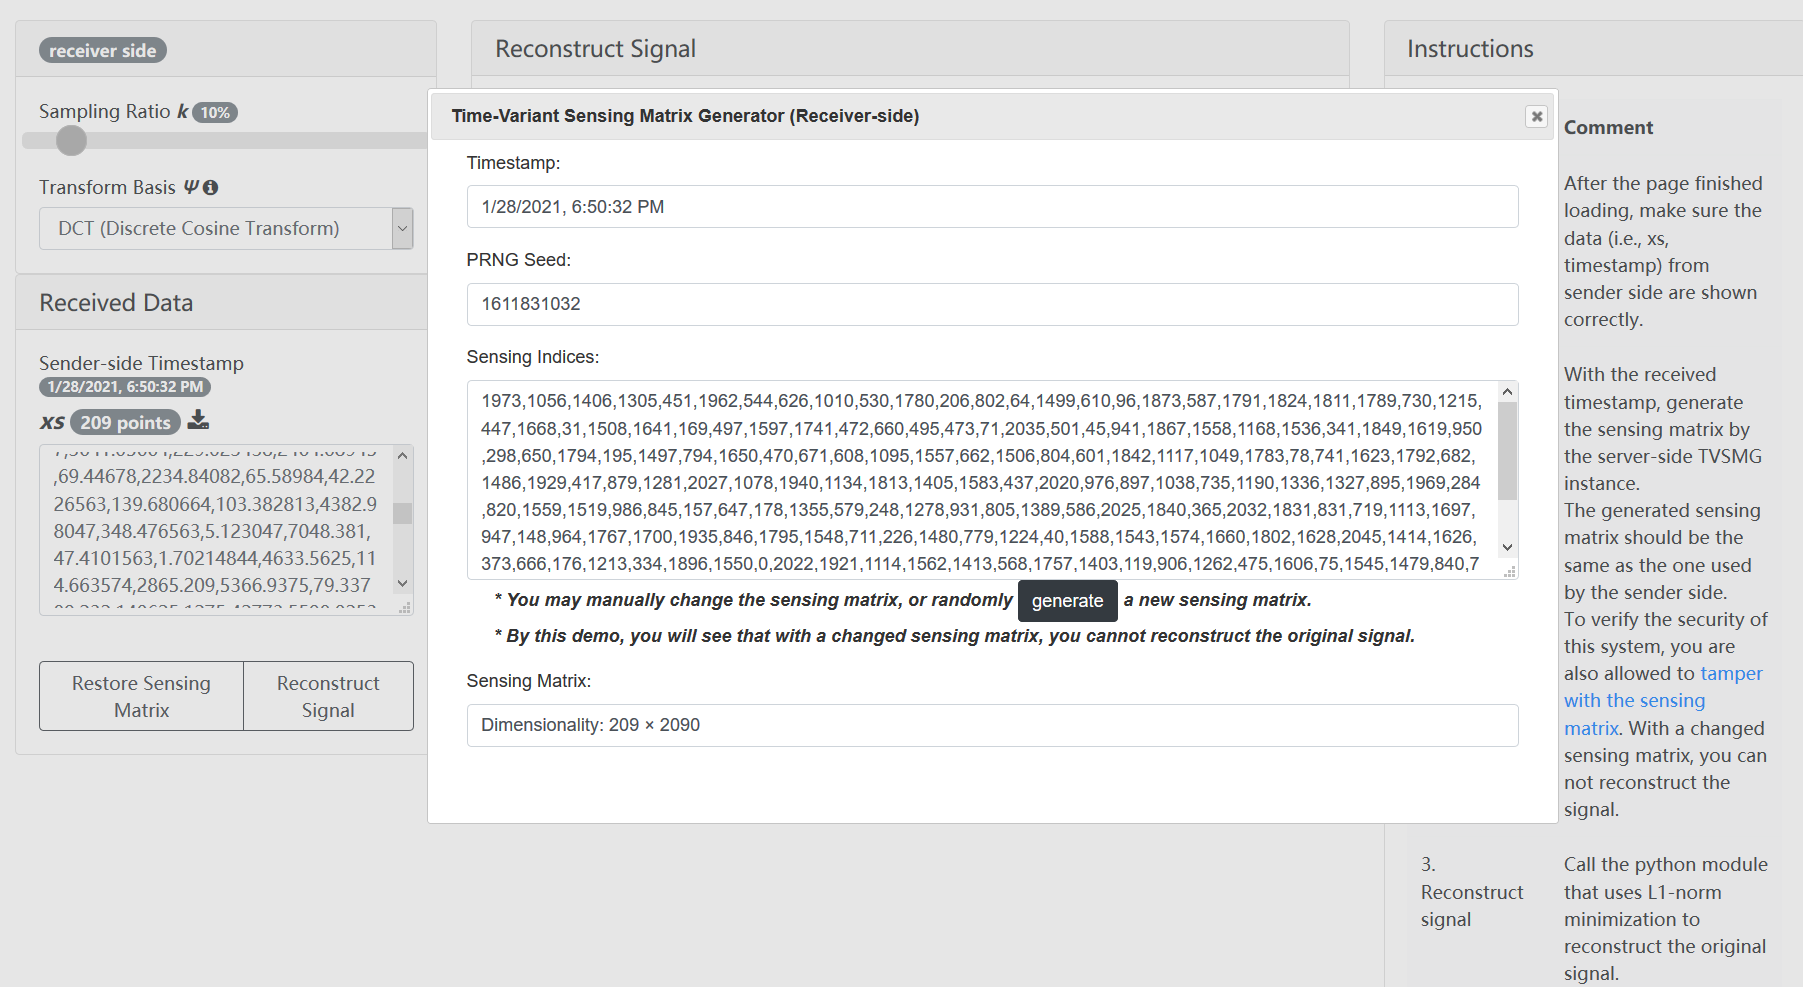 receiver side
Sampling Ratio k 10%
Transform Basis Ψ
DCT (Discrete Cosine Transform)
Received Data
Sender-side Timestamp
1/28/2021, 6:50:32 PM
xs 209 points
,69.44678,2234.84082,65.58984,42.22
26563,139.680664,103.382813,4382.9
8047,348.476563,5.123047,7048.381,
47.4101563,1.70214844,4633.5625,11
4.663574,2865.209,5366.9375,79.337
Restore Sensing
Matrix
Reconstruct
Signal
Reconstruct Signal
Time-Variant Sensing Matrix Generator (Receiver-side)
Timestamp:
1/28/2021, 6:50:32 PM
PRNG Seed:
1611831032
Sensing Indices:
1973,1056,1406,1305,451,1962,544,626,1010,530,1780,206,802,64,1499,610,96,1873,587,1791,1824,1811,1789,730,1215,
447,1668,31,1508,1641,169,497,1597,1741,472,660,495,473,71,2035,501,45,941,1867,1558,1168,1536,341,1849,1619,950
,298,650,1794,195,1497,794,1650,470,671,608,1095,1557,662,1506,804,601,1842,1117,1049,1783,78,741,1623,1792,682,
1486,1929,417,879,1281,2027,1078,1940,1134,1813,1405,1583,437,2020,976,897,1038,735,1190,1336,1327,895,1969,284
,820,1559,1519,986,845,157,647,178,1355,579,248,1278,931,805,1389,586,2025,1840,365,2032,1831,831,719,1113,1697,
947,148,964,1767,1700,1935,846,1795,1548,711,226,1480,779,1224,40,1588,1543,1574,1660,1802,1628,2045,1414,1626,
373,666,176,1213,334,1896,1550,0,2022,1921,1114,1562,1413,568,1757,1403,119,906,1262,475,1606,75,1545,1479,840,7
* You may manually change the sensing matrix, or randomly generate a new sensing matrix.
* By this demo, you will see that with a changed sensing matrix, you cannot reconstruct the original signal.
Sensing Matrix:
Dimensionality: 209 × 2090
Instructions
Comment
After the page finished
loading, make sure the
data (i.e., xs,
timestamp) from
sender side are shown
correctly.
With the received
timestamp, generate
the sensing matrix by
the server-side TVSMG
instance.
The generated sensing
matrix should be the
same as the one used
by the sender side.
To verify the security of
this system, you are
also allowed to tamper
with the sensing
matrix. With a changed
sensing matrix, you can
not reconstruct the
signal.
3.
Reconstruct
signal
Call the python module
that uses L1-norm
minimization to
reconstruct the original
signal.